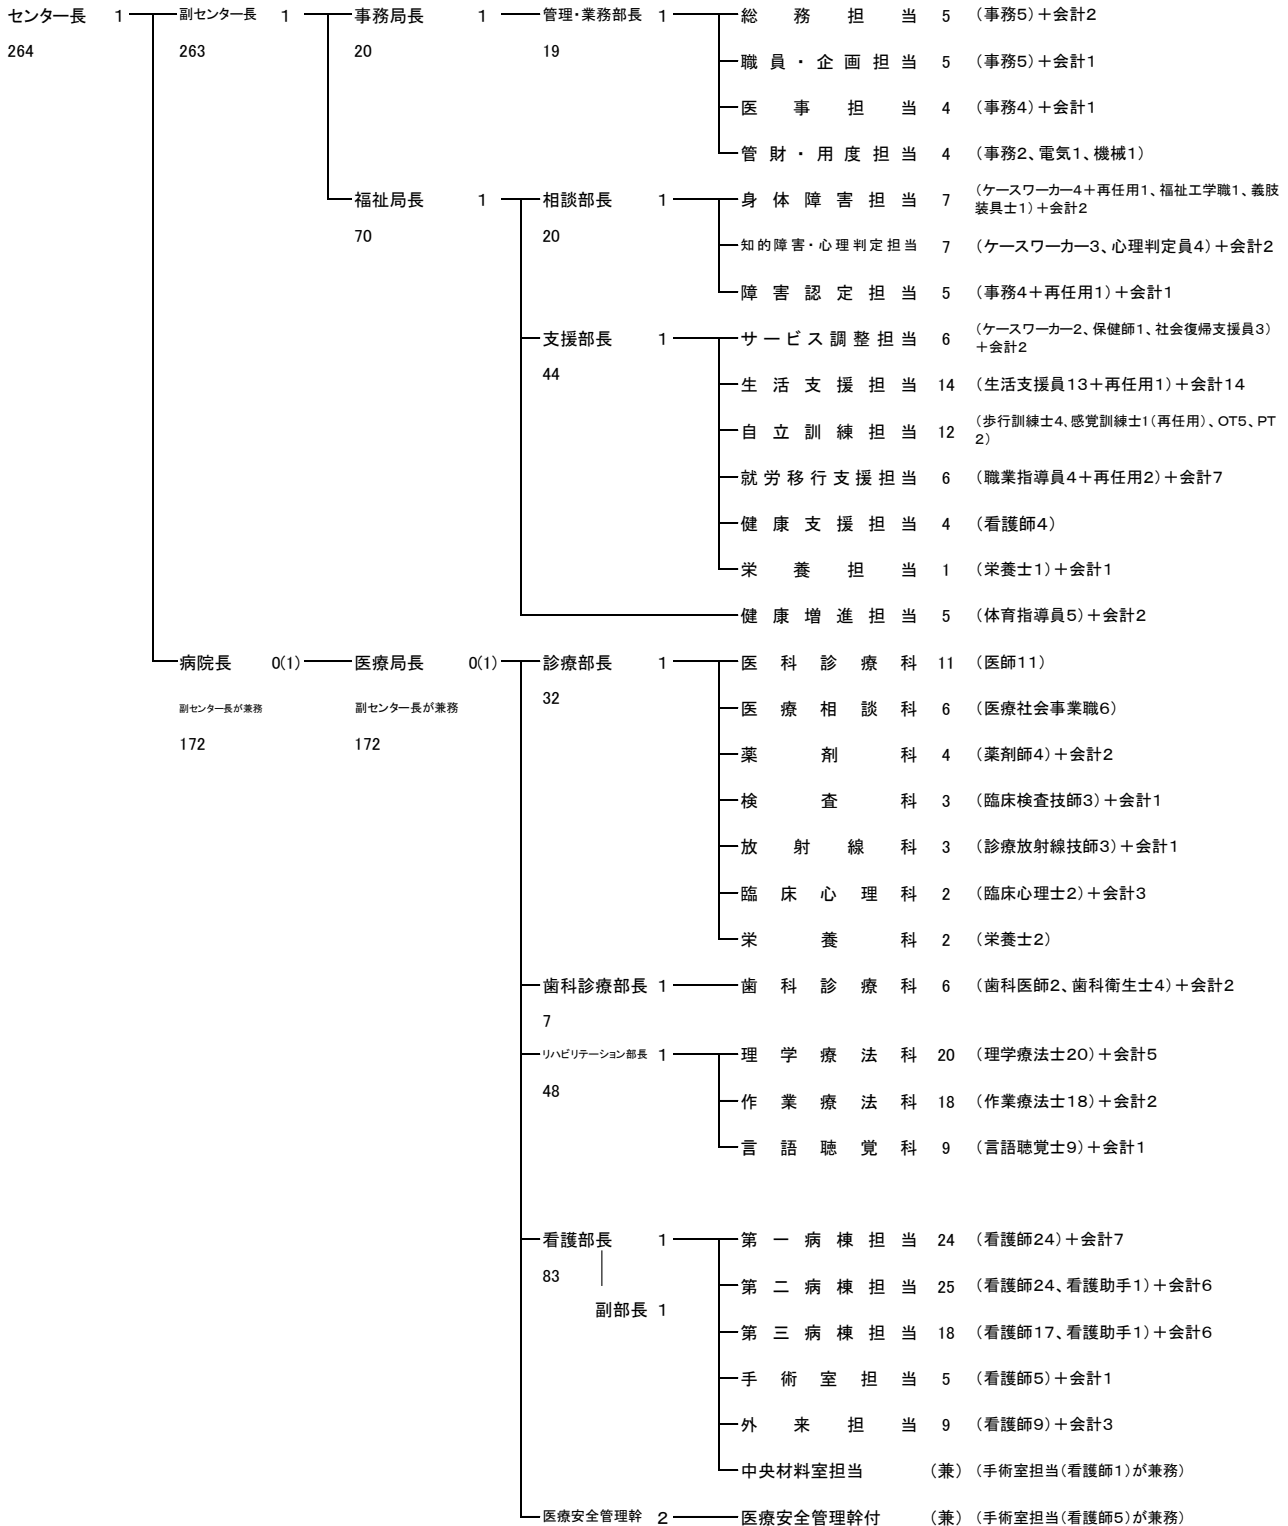 センター長 1 副センター長 1 事務局長 1 管理・業務部長 1 総務担当 5 （事務5）＋会計2
264 263 20 19
職員・企画担当 5 （事務5）＋会計1
医事担当 4 （事務4）＋会計1
管財・用度担当 4 （事務2、電気1、機械1）
福祉局長 1 相談部長 1 身体障害担当 7 （ケースワーカー4＋再任用1、福祉工学職1、義肢
装具士1）＋会計2
70 20
知的障害・心理判定担当 7 （ケースワーカー3、心理判定員4）＋会計2
障害認定担当 5 （事務4＋再任用1）＋会計1
支援部長 1 サービス調整担当 6 （ケースワーカー2、保健師1、社会復帰支援員3）
＋会計2
44
生活支援担当 14 （生活支援員13＋再任用1）＋会計14
自立訓練担当 12 （歩行訓練士4、感覚訓練士1（再任用）、OT5、PT
2）
就労移行支援担当 6 （職業指導員4＋再任用2）＋会計7
健康支援担当 4 （看護師4）
栄養担当 1 （栄養士1）＋会計1
健康増進担当 5 （体育指導員5）＋会計2
病院長 0(1) 医療局長 0(1) 診療部長 1 医科診療科 11 （医師11）
副センター長が兼務 副センター長が兼務 32
医療相談科 6 （医療社会事業職6）
172 172
薬剤科 4 （薬剤師4）＋会計2
検査科 3 （臨床検査技師3）＋会計1
放射線科 3 （診療放射線技師3）＋会計1
臨床心理科 2 （臨床心理士2）＋会計3
栄養科 2 （栄養士2）
歯科診療部長 1 歯科診療科 6 （歯科医師2、歯科衛生士4）＋会計2
7
リハビリテーション部長 1 理学療法科 20 （理学療法士20）＋会計5
48
作業療法科 18 （作業療法士18）＋会計2
言語聴覚科 9 （言語聴覚士9）＋会計1
看護部長 1 第一病棟担当 24 （看護師24）＋会計7
83
第二病棟担当 25 （看護師24、看護助手1）＋会計6
副部長 1
第三病棟担当 18 （看護師17、看護助手1）＋会計6
手術室担当 5 （看護師5）＋会計1
外来担当 9 （看護師9）＋会計3
中央材料室担当 （兼） （手術室担当（看護師1）が兼務）
医療安全管理幹 2 医療安全管理幹付 （兼） （手術室担当（看護師5）が兼務）